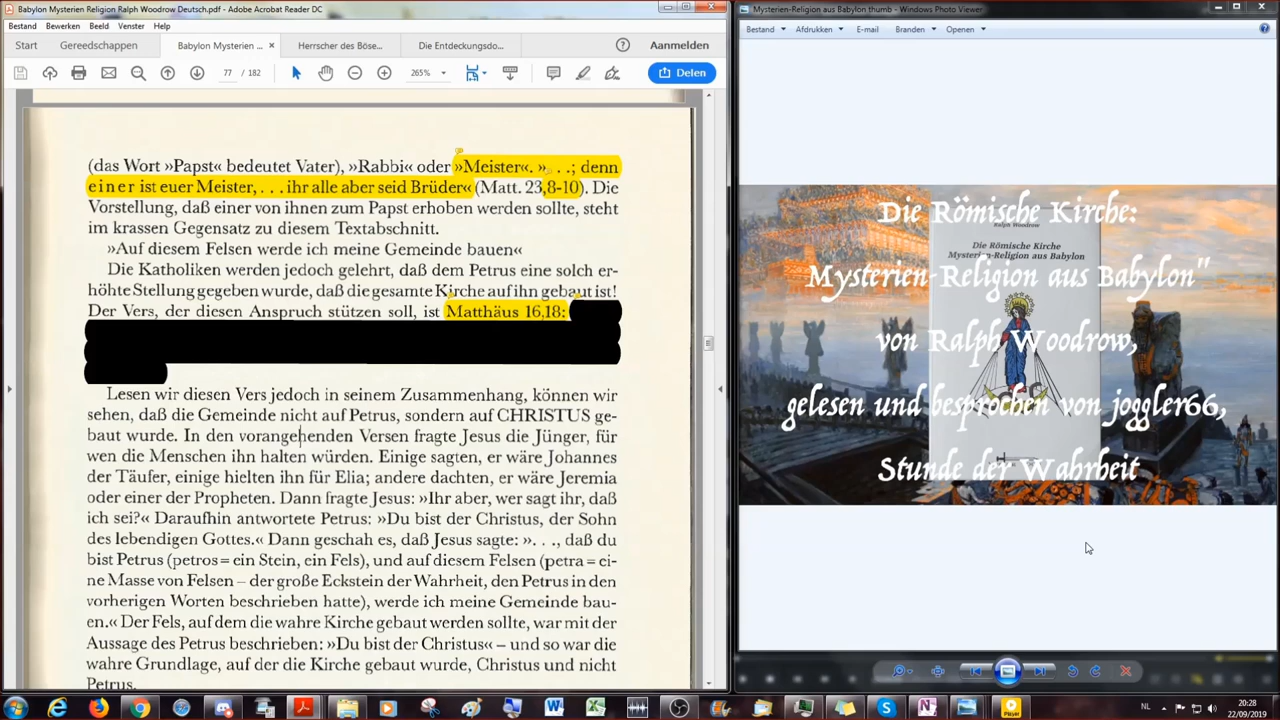 Babylon Mysterien Religion Ralph Woodrow Deutsch.pdf - Adobe Acrobat Reader DC
Bestand Bewerken Beeld Venster Help
Start Gereedschappen Babylon Mysterien ... × Herrscher des Böse... Die Entdeckungsdo... Aanmelden
77 / 182 265% Delen
(das Wort »Papst« bedeutet Vater), »Rabbi« oder »Meister«. ». . .; denn
einer ist euer Meister, . . . ihr alle aber seid Brüder« (Matt. 23,8-10). Die
Vorstellung, daß einer von ihnen zum Papst erhoben werden sollte, steht
im krassen Gegensatz zu diesem Textabschnitt.
»Auf diesem Felsen werde ich meine Gemeinde bauen«
Die Katholiken werden jedoch gelehrt, daß dem Petrus eine solch er-
höhte Stellung gegeben wurde, daß die gesamte Kirche auf ihn gebaut ist!
Der Vers, der diesen Anspruch stützen soll, ist Matthäus 16,18:
Lesen wir diesen Vers jedoch in seinem Zusammenhang, können wir
sehen, daß die Gemeinde nicht auf Petrus, sondern auf CHRISTUS ge-
baut wurde. In den vorangehenden Versen fragte Jesus die Jünger, für
wen die Menschen ihn halten würden. Einige sagten, er wäre Johannes
der Täufer, einige hielten ihn für Elia; andere dachten, er wäre Jeremia
oder einer der Propheten. Dann fragte Jesus: »Ihr aber, wer sagt ihr, daß
ich sei?« Daraufhin antwortete Petrus: »Du bist der Christus, der Sohn
des lebendigen Gottes.« Dann geschah es, daß Jesus sagte: ». . ., daß du
bist Petrus (petros = ein Stein, ein Fels), und auf diesem Felsen (petra = ei-
ne Masse von Felsen – der große Eckstein der Wahrheit, den Petrus in den
vorherigen Worten beschrieben hatte), werde ich meine Gemeinde bau-
en.« Der Fels, auf dem die wahre Kirche gebaut werden sollte, war mit der
Aussage des Petrus beschrieben: »Du bist der Christus« – und so war die
wahre Grundlage, auf der die Kirche gebaut wurde, Christus und nicht
Petrus.
Mysterien-Religion aus Babylon thumb - Windows Photo Viewer
Bestand Afdrukken E-mail Branden Openen
Die Römische Kirche:
Ralph Woodrow
Die Römische Kirche
Mysterien-Religion aus Babylon
Mysterien-Religion aus Babylon"
von Ralph Woodrow,
gelesen und besprochen von joggler66,
Stunde der Wahrheit
Player
NL
20:28
22/09/2019